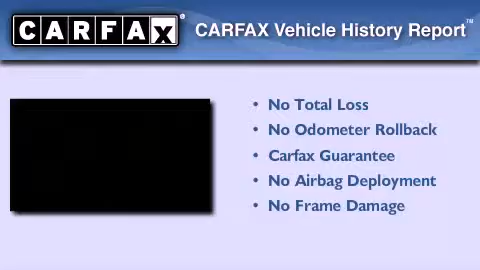 CARFAX® CARFAX Vehicle History Report™
• No Total Loss
• No Odometer Rollback
• Carfax Guarantee
• No Airbag Deployment
• No Frame Damage